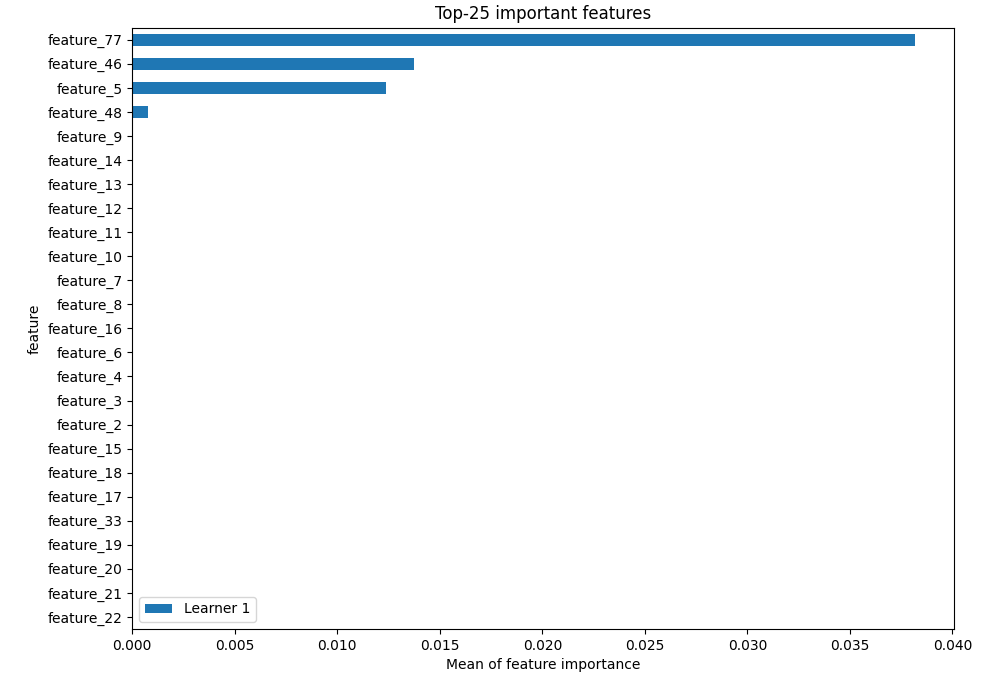 Top-25 important features
feature_77
feature_46
feature_5
feature_48
feature_9
feature_14
feature_13
feature_12
feature_11
feature_10
feature_7
feature_8
feature_16
feature_6
feature_4
feature_3
feature_2
feature_15
feature_18
feature_17
feature_33
feature_19
feature_20
feature_21
feature_22
feature
Learner 1
0.000 0.005 0.010 0.015 0.020 0.025 0.030 0.035 0.040
Mean of feature importance